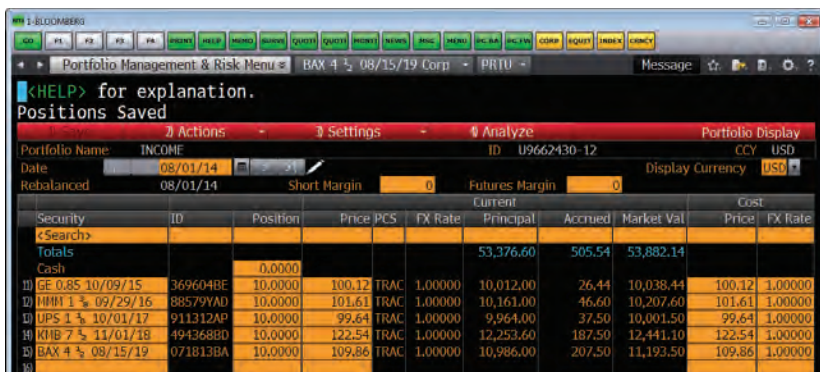 1-BLOOMBERG
GO F1 F2 F3 F4 PRINT HELP MEMO QUOTE QUOTE MONIT NEWS MSG MENU PG BA PG FW CORP EQUIT INDEX CRNCY
Portfolio Management & Risk Menu BAX 4 ½ 08/15/19 Corp PRTU Message ?
<HELP> for explanation.
Positions Saved
2) Actions 3) Settings 4) Analyze Portfolio Display
Portfolio Name INCOME ID U9662430-12 CCY USD
Date 08/01/14 Display Currency USD
Rebalanced 08/01/14 Short Margin 0 Futures Margin 0
Current Cost
Security ID Position Price PCS FX Rate Principal Accrued Market Val Price FX Rate
<Search>
Totals 53,376.60 505.54 53,882.14
Cash 0.0000
11) GE 0.85 10/09/15 369604BE 10.0000 100.12 TRAC 1.00000 10,012.00 26.44 10,038.44 100.12 1.00000
12) MMM 1 09/29/16 88579YAD 10.0000 101.61 TRAC 1.00000 10,161.00 46.60 10,207.60 101.61 1.00000
13) UPS 1 10/01/17 911312AP 10.0000 99.64 TRAC 1.00000 9,964.00 37.50 10,001.50 99.64 1.00000
14) KMB 7 ½ 11/01/18 494368BD 10.0000 122.54 TRAC 1.00000 12,253.60 187.50 12,441.10 122.54 1.00000
15) BAX 4 ½ 08/15/19 071813BA 10.0000 109.86 TRAC 1.00000 10,986.00 207.50 11,193.50 109.86 1.00000
16)